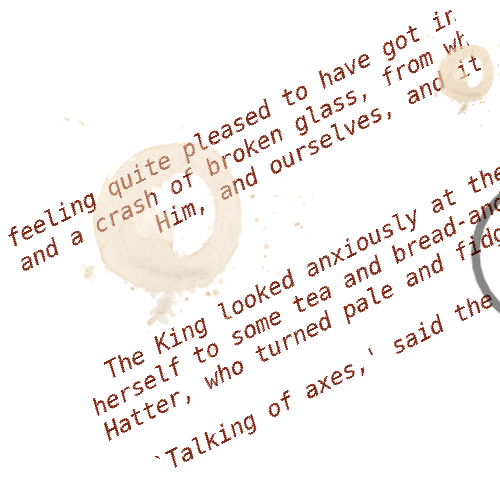 feeling quite pleased to have got in
and a crash of broken glass, from
Him, and ourselves, and it
The King looked anxiously at the
herself to some tea and bread-and
Hatter, who turned pale and
`Talking of axes,' said the